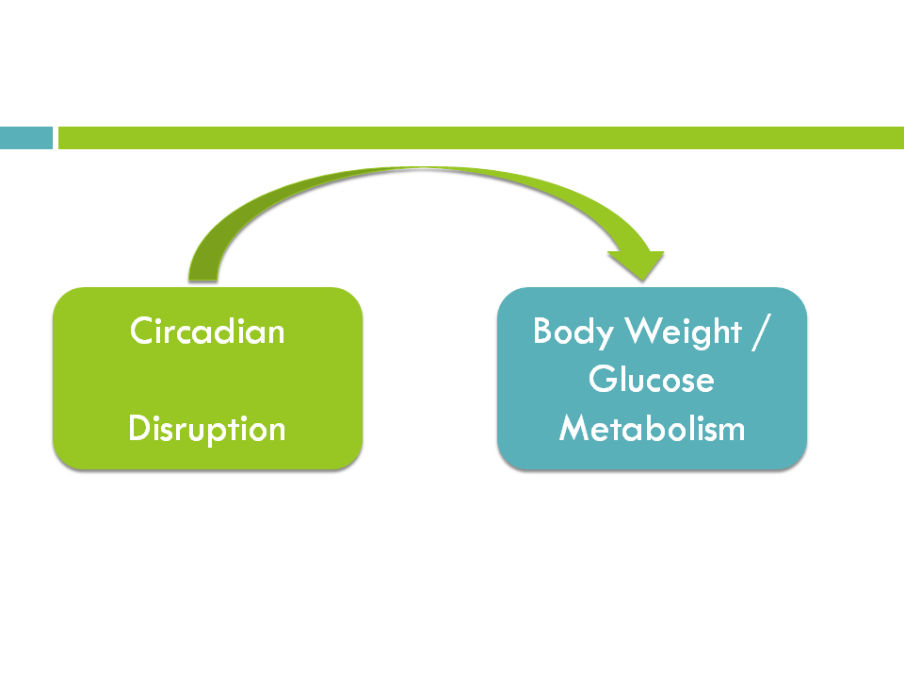 Circadian
Disruption
Body Weight /
Glucose
Metabolism